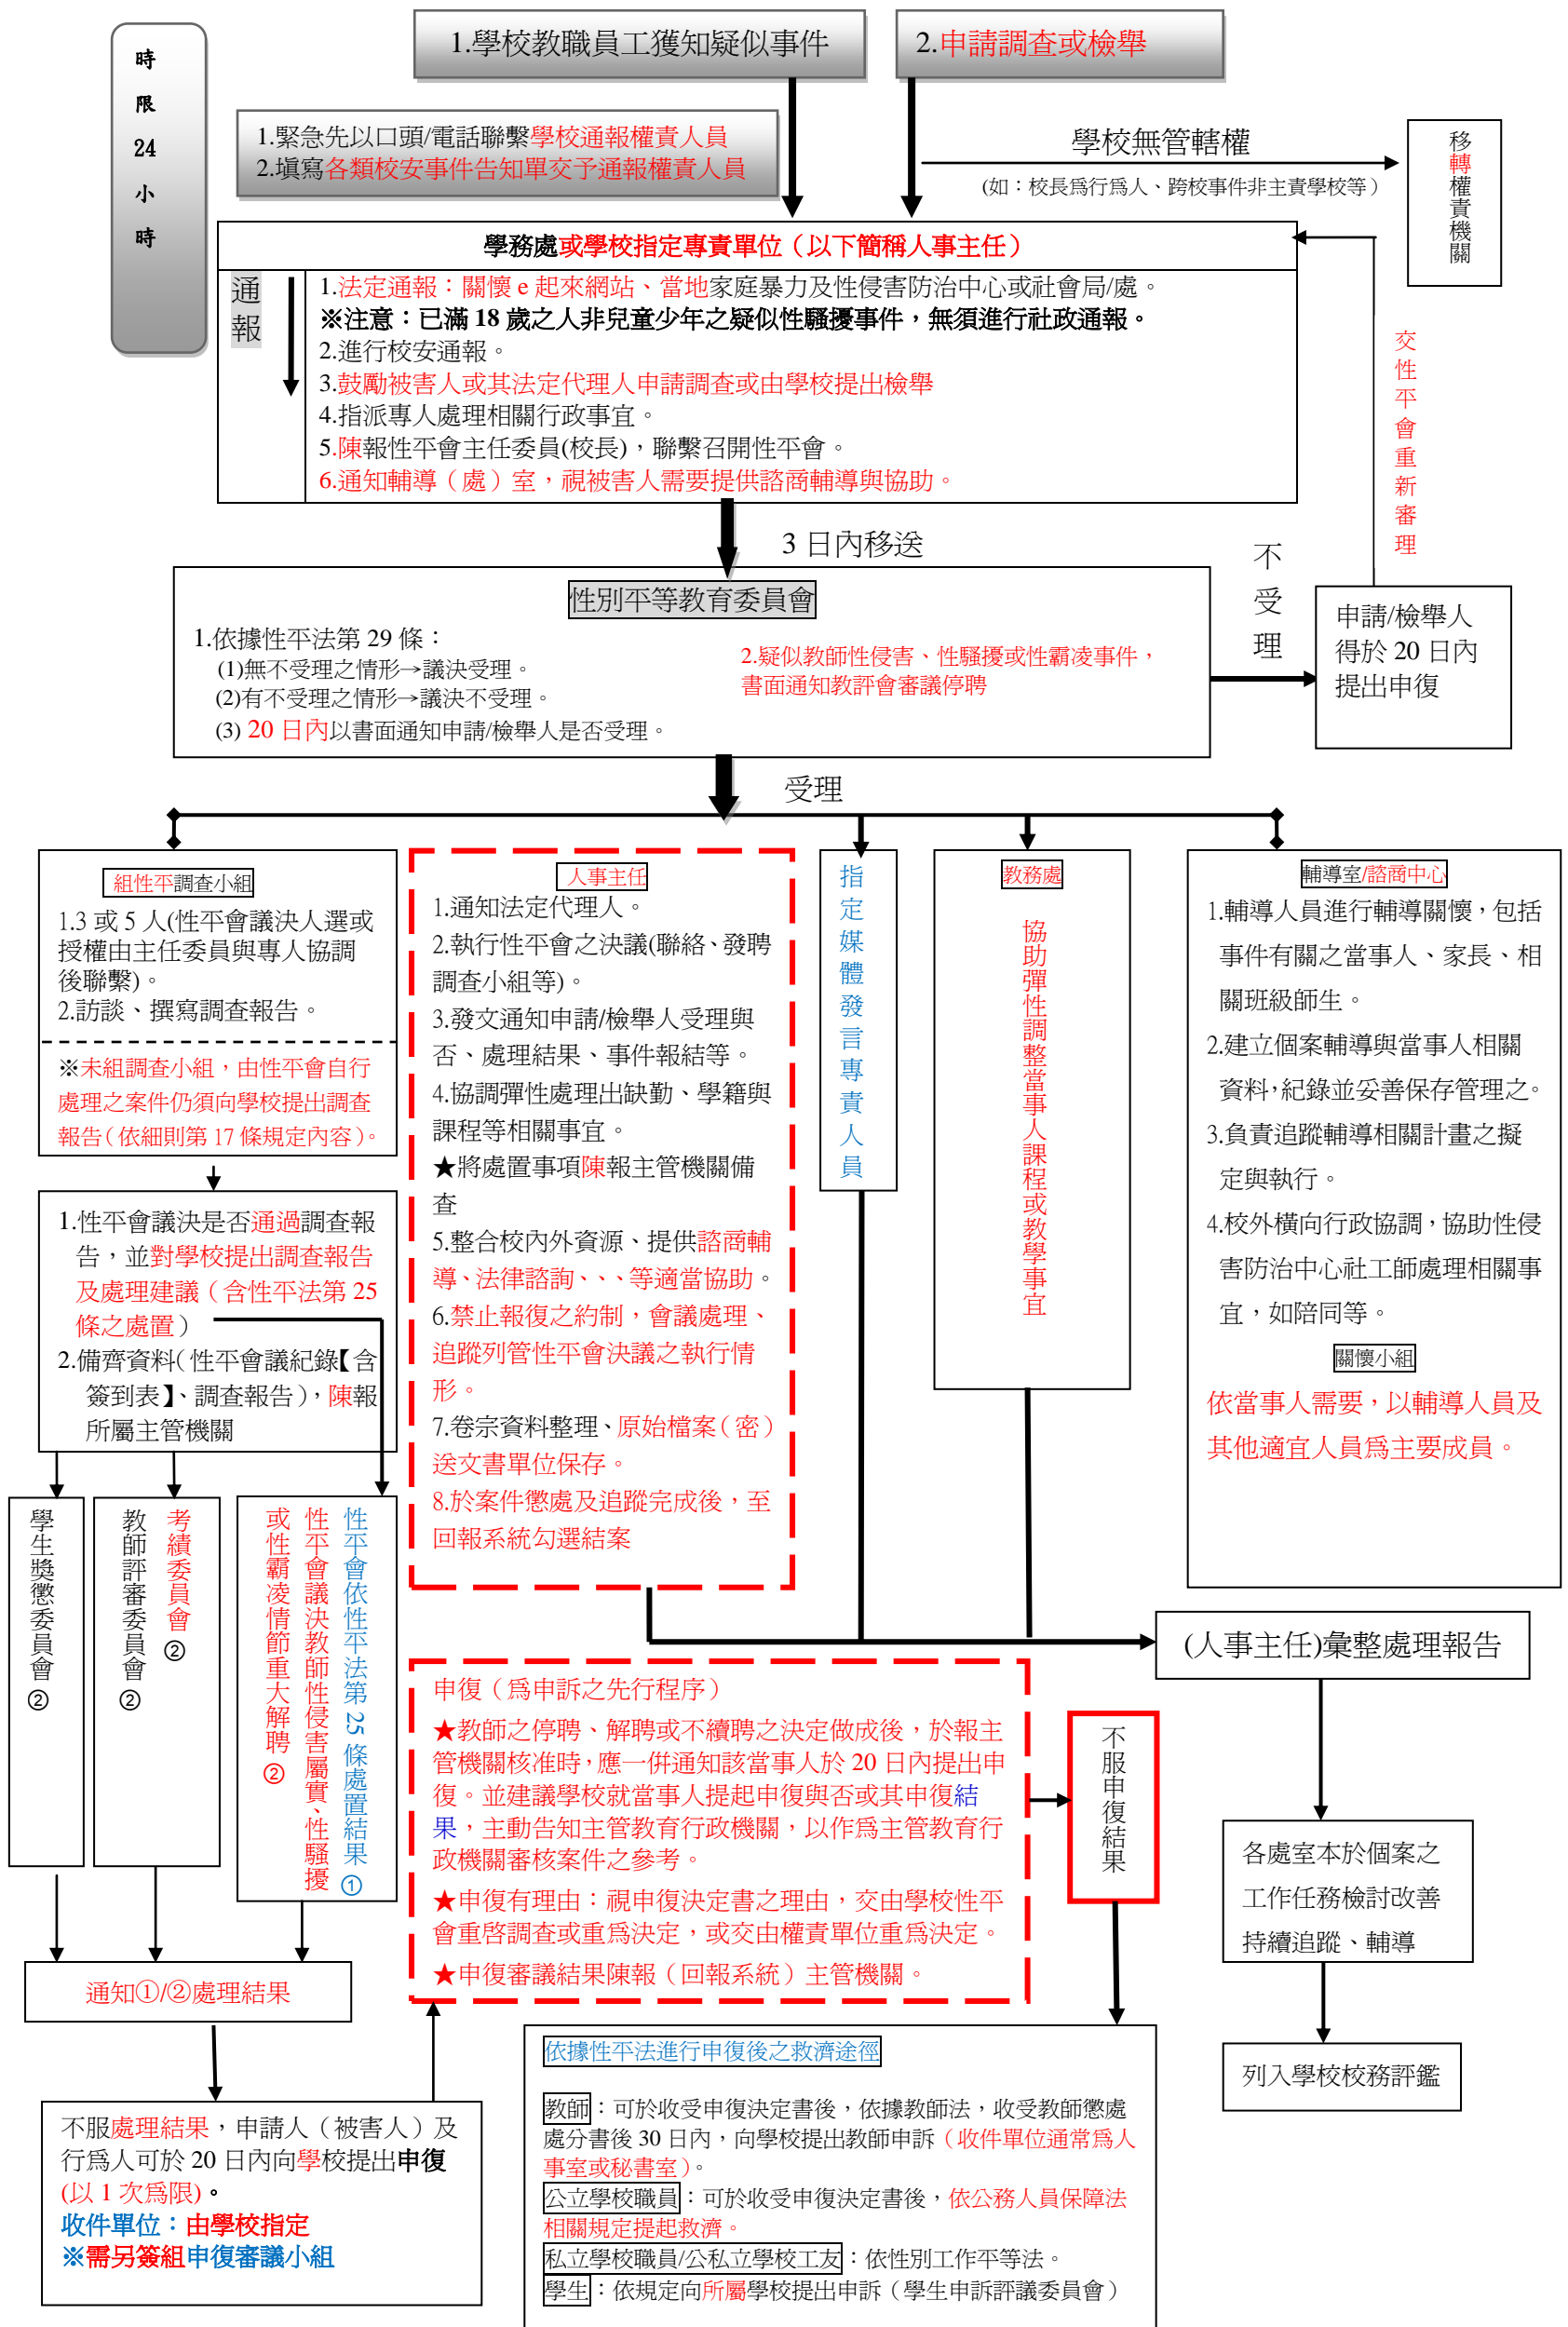 時
限
24
小
時
1.學校教職員工獲知疑似事件
2.申請調查或檢舉
1.緊急先以口頭/電話聯繫學校通報權責人員
2.填寫各類校安事件告知單交予通報權責人員
學校無管轄權
(如：校長為行為人、跨校事件非主責學校等）
移轉權責機關
學務處或學校指定專責單位（以下簡稱人事主任）
通報
1.法定通報：關懷 e 起來網站、當地家庭暴力及性侵害防治中心或社會局/處。
※注意：已滿 18 歲之人非兒童少年之疑似性騷擾事件，無須進行社政通報。
2.進行校安通報。
3.鼓勵被害人或其法定代理人申請調查或由學校提出檢舉
4.指派專人處理相關行政事宜。
5.陳報性平會主任委員(校長)，聯繫召開性平會。
6.通知輔導（處）室，視被害人需要提供諮商輔導與協助。
交性平會重新審理
3 日內移送
性別平等教育委員會
1.依據性平法第 29 條：
(1)無不受理之情形→議決受理。
(2)有不受理之情形→議決不受理。
(3) 20 日內以書面通知申請/檢舉人是否受理。
2.疑似教師性侵害、性騷擾或性霸凌事件，
書面通知教評會審議停聘
不受理
申請/檢舉人
得於 20 日內
提出申復
受理
組性平調查小組
1.3 或 5 人(性平會議決人選或
授權由主任委員與專人協調
後聯繫)。
2.訪談、撰寫調查報告。
※未組調查小組，由性平會自行
處理之案件仍須向學校提出調查
報告（依細則第 17 條規定內容）。
1.性平會議決是否通過調查報
告，並對學校提出調查報告
及處理建議（含性平法第 25
條之處置）
2.備齊資料（性平會議紀錄【含
簽到表】、調查報告），陳報
所屬主管機關
人事主任
1.通知法定代理人。
2.執行性平會之決議(聯絡、發聘
調查小組等)。
3.發文通知申請/檢舉人受理與
否、處理結果、事件報結等。
4.協調彈性處理出缺勤、學籍與
課程等相關事宜。
★將處置事項陳報主管機關備
查
5.整合校內外資源、提供諮商輔
導、法律諮詢、、、等適當協助。
6.禁止報復之約制，會議處理、
追蹤列管性平會決議之執行情
形。
7.卷宗資料整理、原始檔案（密）
送文書單位保存。
8.於案件懲處及追蹤完成後，至
回報系統勾選結案
指定媒體發言專責人員
教務處
協助彈性調整當事人課程或教學事宜
輔導室/諮商中心
1.輔導人員進行輔導關懷，包括
事件有關之當事人、家長、相
關班級師生。
2.建立個案輔導與當事人相關
資料，紀錄並妥善保存管理之。
3.負責追蹤輔導相關計畫之擬
定與執行。
4.校外橫向行政協調，協助性侵
害防治中心社工師處理相關事
宜，如陪同等。
關懷小組
依當事人需要，以輔導人員及
其他適宜人員為主要成員。
學生獎懲委員會②
考績委員會②
教師評審委員會②
性平會依性平法第 25 條處置結果①
性平會議決教師性侵害屬實、性騷擾
或性霸凌情節重大解聘②
通知①/②處理結果
不服處理結果，申請人（被害人）及
行為人可於 20 日內向學校提出申復
(以 1 次為限)。
收件單位：由學校指定
※需另簽組申復審議小組
申復（為申訴之先行程序）
★教師之停聘、解聘或不續聘之決定做成後，於報主
管機關核准時，應一併通知該當事人於 20 日內提出申
復。並建議學校就當事人提起申復與否或其申復結
果，主動告知主管教育行政機關，以作為主管教育行
政機關審核案件之參考。
★申復有理由：視申復決定書之理由，交由學校性平
會重啟調查或重為決定，或交由權責單位重為決定。
★申復審議結果陳報（回報系統）主管機關。
不服申復結果
依據性平法進行申復後之救濟途徑
教師：可於收受申復決定書後，依據教師法，收受教師懲處
處分書後 30 日內，向學校提出教師申訴（收件單位通常為人
事室或秘書室）。
公立學校職員：可於收受申復決定書後，依公務人員保障法
相關規定提起救濟。
私立學校職員/公私立學校工友：依性別工作平等法。
學生：依規定向所屬學校提出申訴（學生申訴評議委員會）
(人事主任)彙整處理報告
各處室本於個案之
工作任務檢討改善
持續追蹤、輔導
列入學校校務評鑑